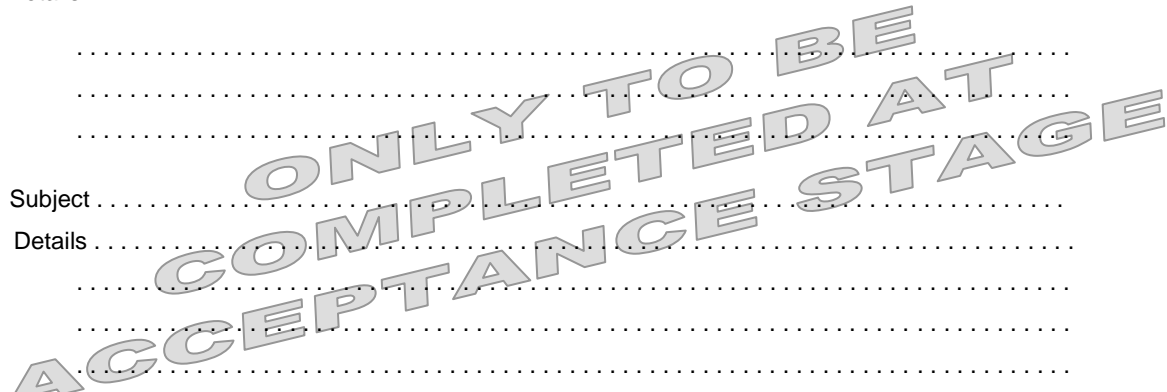 . . . . . . . . . . . . . . . . . . . . . . . . . . . . . . . . . . . . . . . . . . . . . . . . . . . . . . . . . . . . . . . . . . . . . . . . . . . .
. . . . . . . . . . . . . . . . . . . . . . . . . . . . . . . . . . . . . . . . . . . . . . . . . . . . . . . . . . . . . . . . . . . . . . . . . . . .
. . . . . . . . . . . . . . . . . . . . . . . . . . . . . . . . . . . . . . . . . . . . . . . . . . . . . . . . . . . . . . . . . . . . . . . . . . . .
Subject . . . . . . . . . . . . . . . . . . . . . . . . . . . . . . . . . . . . . . . . . . . . . . . . . . . . . . . . . . . . . . . . . . . . . . . . . .
Details . . . . . . . . . . . . . . . . . . . . . . . . . . . . . . . . . . . . . . . . . . . . . . . . . . . . . . . . . . . . . . . . . . . . . . . . . .
. . . . . . . . . . . . . . . . . . . . . . . . . . . . . . . . . . . . . . . . . . . . . . . . . . . . . . . . . . . . . . . . . . . . . . . . . . . .
. . . . . . . . . . . . . . . . . . . . . . . . . . . . . . . . . . . . . . . . . . . . . . . . . . . . . . . . . . . . . . . . . . . . . . . . . . . .
. . . . . . . . . . . . . . . . . . . . . . . . . . . . . . . . . . . . . . . . . . . . . . . . . . . . . . . . . . . . . . . . . . . . . . . . . . . .
ONLY TO BE
COMPLETED AT
ACCEPTANCE STAGE